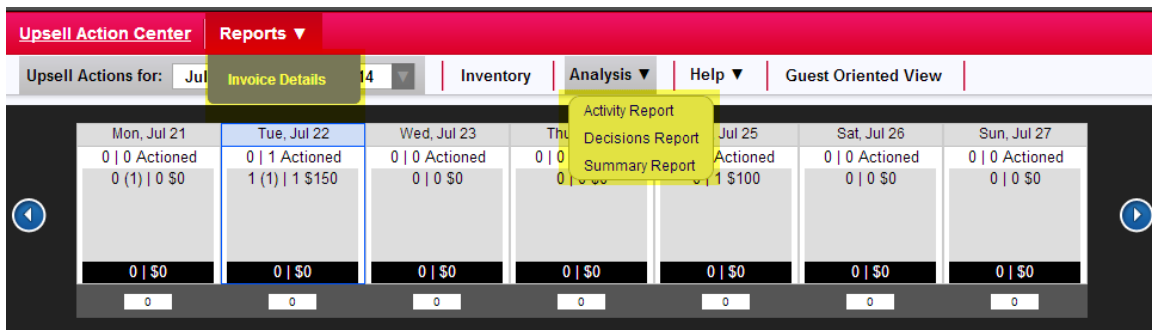 Upsell Action Center Reports ▼
Upsell Actions for: Jul 14 ▼ Inventory Analysis ▼ Help ▼ Guest Oriented View
Invoice Details
Activity Report
Decisions Report
Summary Report
Mon, Jul 21 Tue, Jul 22 Wed, Jul 23 Thu Jul 25 Sat, Jul 26 Sun, Jul 27
0 | 0 Actioned 0 | 1 Actioned 0 | 0 Actioned 0 | 0 Actioned 0 | 0 Actioned 0 | 0 Actioned
0 (1) | 0 $0 1 (1) | 1 $150 0 | 0 $0 0 | 0 $0 0 | 1 $100 0 | 0 $0 0 | 0 $0
0 | $0 0 | $0 0 | $0 0 | $0 0 | $0 0 | $0 0 | $0
0 0 0 0 0 0 0